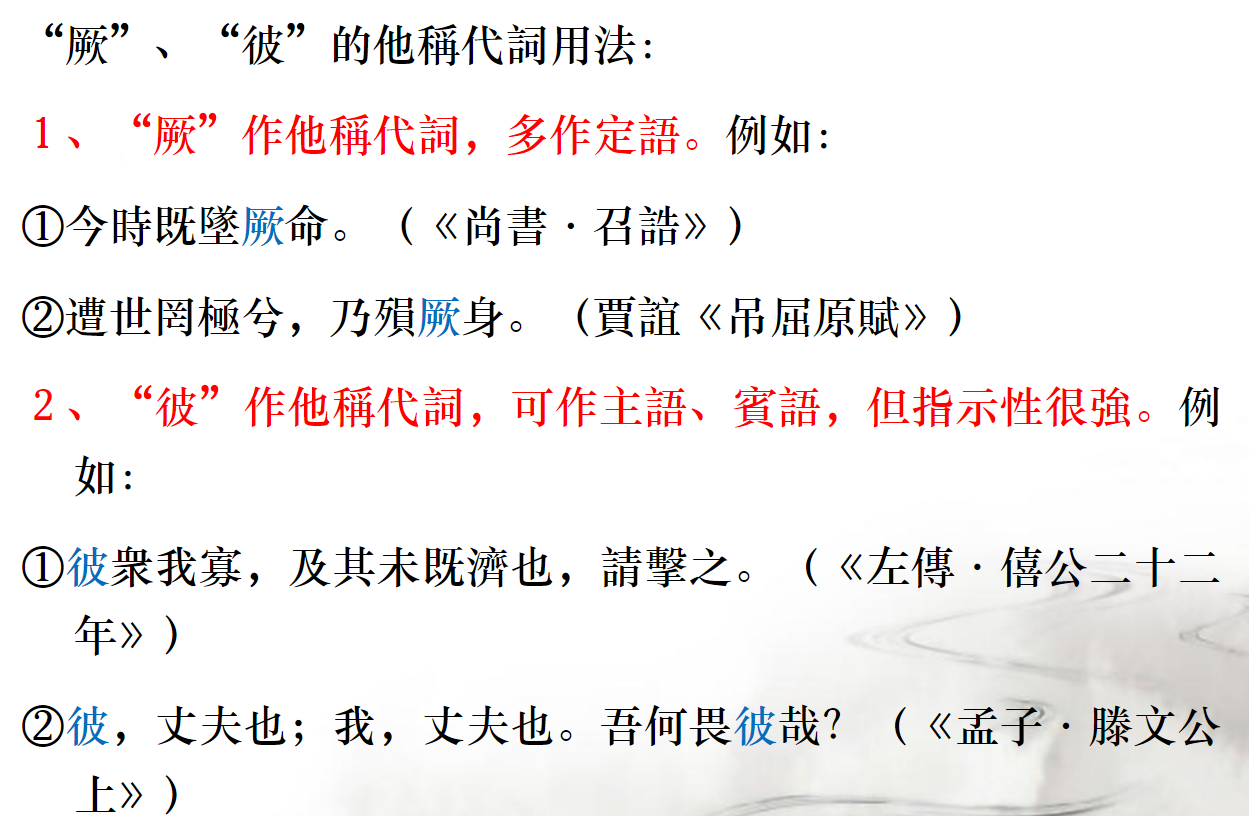 “厥”、“彼”的他稱代詞用法：
1、“厥”作他稱代詞，多作定語。例如：
①今時既墜厥命。（《尚書·召誥》）
②遭世罔極兮，乃殞厥身。（賈誼《吊屈原賦》）
2、“彼”作他稱代詞，可作主語、賓語，但指示性很強。例
如：
①彼衆我寡，及其未既濟也，請擊之。（《左傳·僖公二十二
年》）
②彼，丈夫也；我，丈夫也。吾何畏彼哉？（《孟子·滕文公
上》）